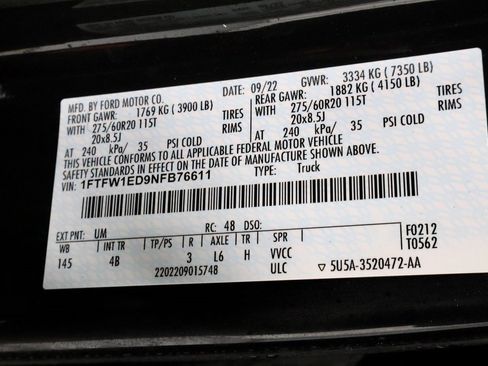 MFD. BY FORD MOTOR CO. DATE: 09/22 GVWR: 3334 KG ( 7350 LB)
FRONT GAWR: 1769 KG ( 3900 LB) REAR GAWR: 1882 KG ( 4150 LB)
WITH 275/60R20 115T TIRES WITH 275/60R20 115T TIRES
20x8.5J RIMS 20x8.5J RIMS
AT 240 kPa/ 35 PSI COLD AT 240 kPa/ 35 PSI COLD
THIS VEHICLE CONFORMS TO ALL APPLICABLE FEDERAL MOTOR VEHICLE
SAFETY AND THEFT PREVENTION STANDARDS IN EFFECT ON THE DATE OF MANUFACTURE SHOWN ABOVE.
VIN: 1FTFW1ED9NFB76611 TYPE: Truck
EXT PNT: UM RC: 48 DSO: F0212
WB INT TR TP/PS R AXLE TR SPR T0562
145 4B 3 L6 H VVCC
2202209015748 ULC ▽ 5U5A-3520472-AA